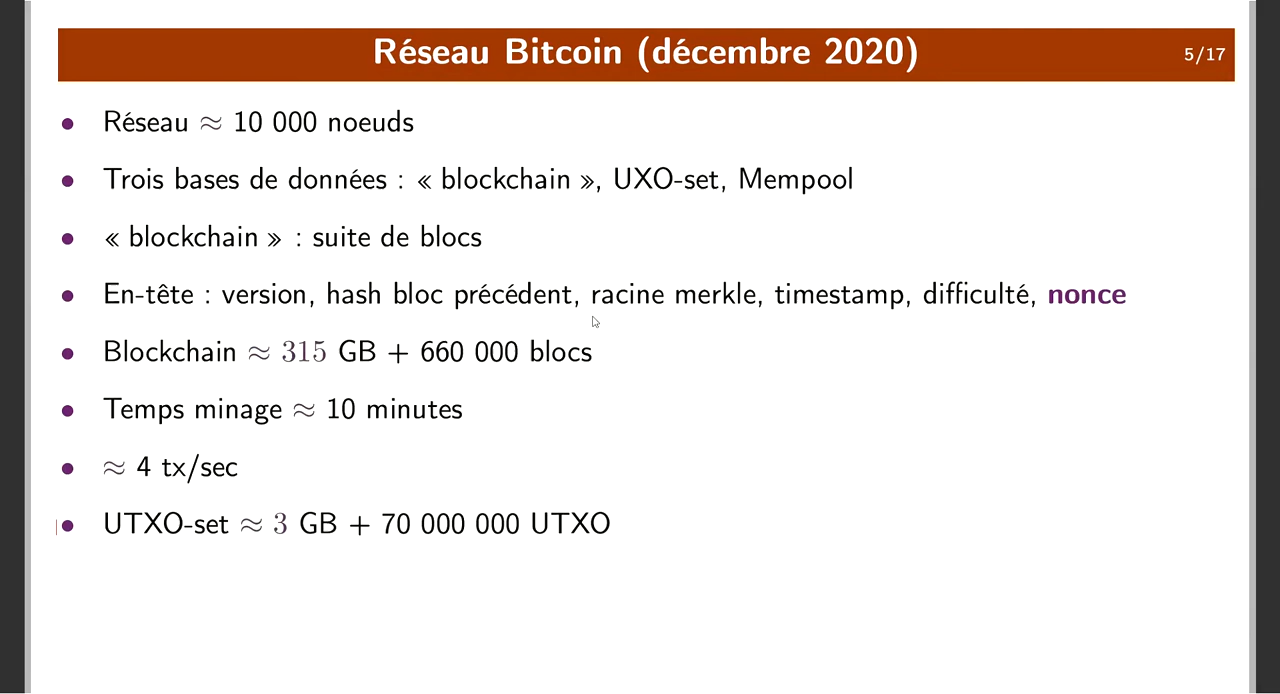 Réseau Bitcoin (décembre 2020)
5/17
• Réseau ≈ 10 000 noeuds
• Trois bases de données : « blockchain », UXO-set, Mempool
• « blockchain » : suite de blocs
• En-tête : version, hash bloc précédent, racine merkle, timestamp, difficulté, nonce
• Blockchain ≈ 315 GB + 660 000 blocs
• Temps minage ≈ 10 minutes
• ≈ 4 tx/sec
• UTXO-set ≈ 3 GB + 70 000 000 UTXO